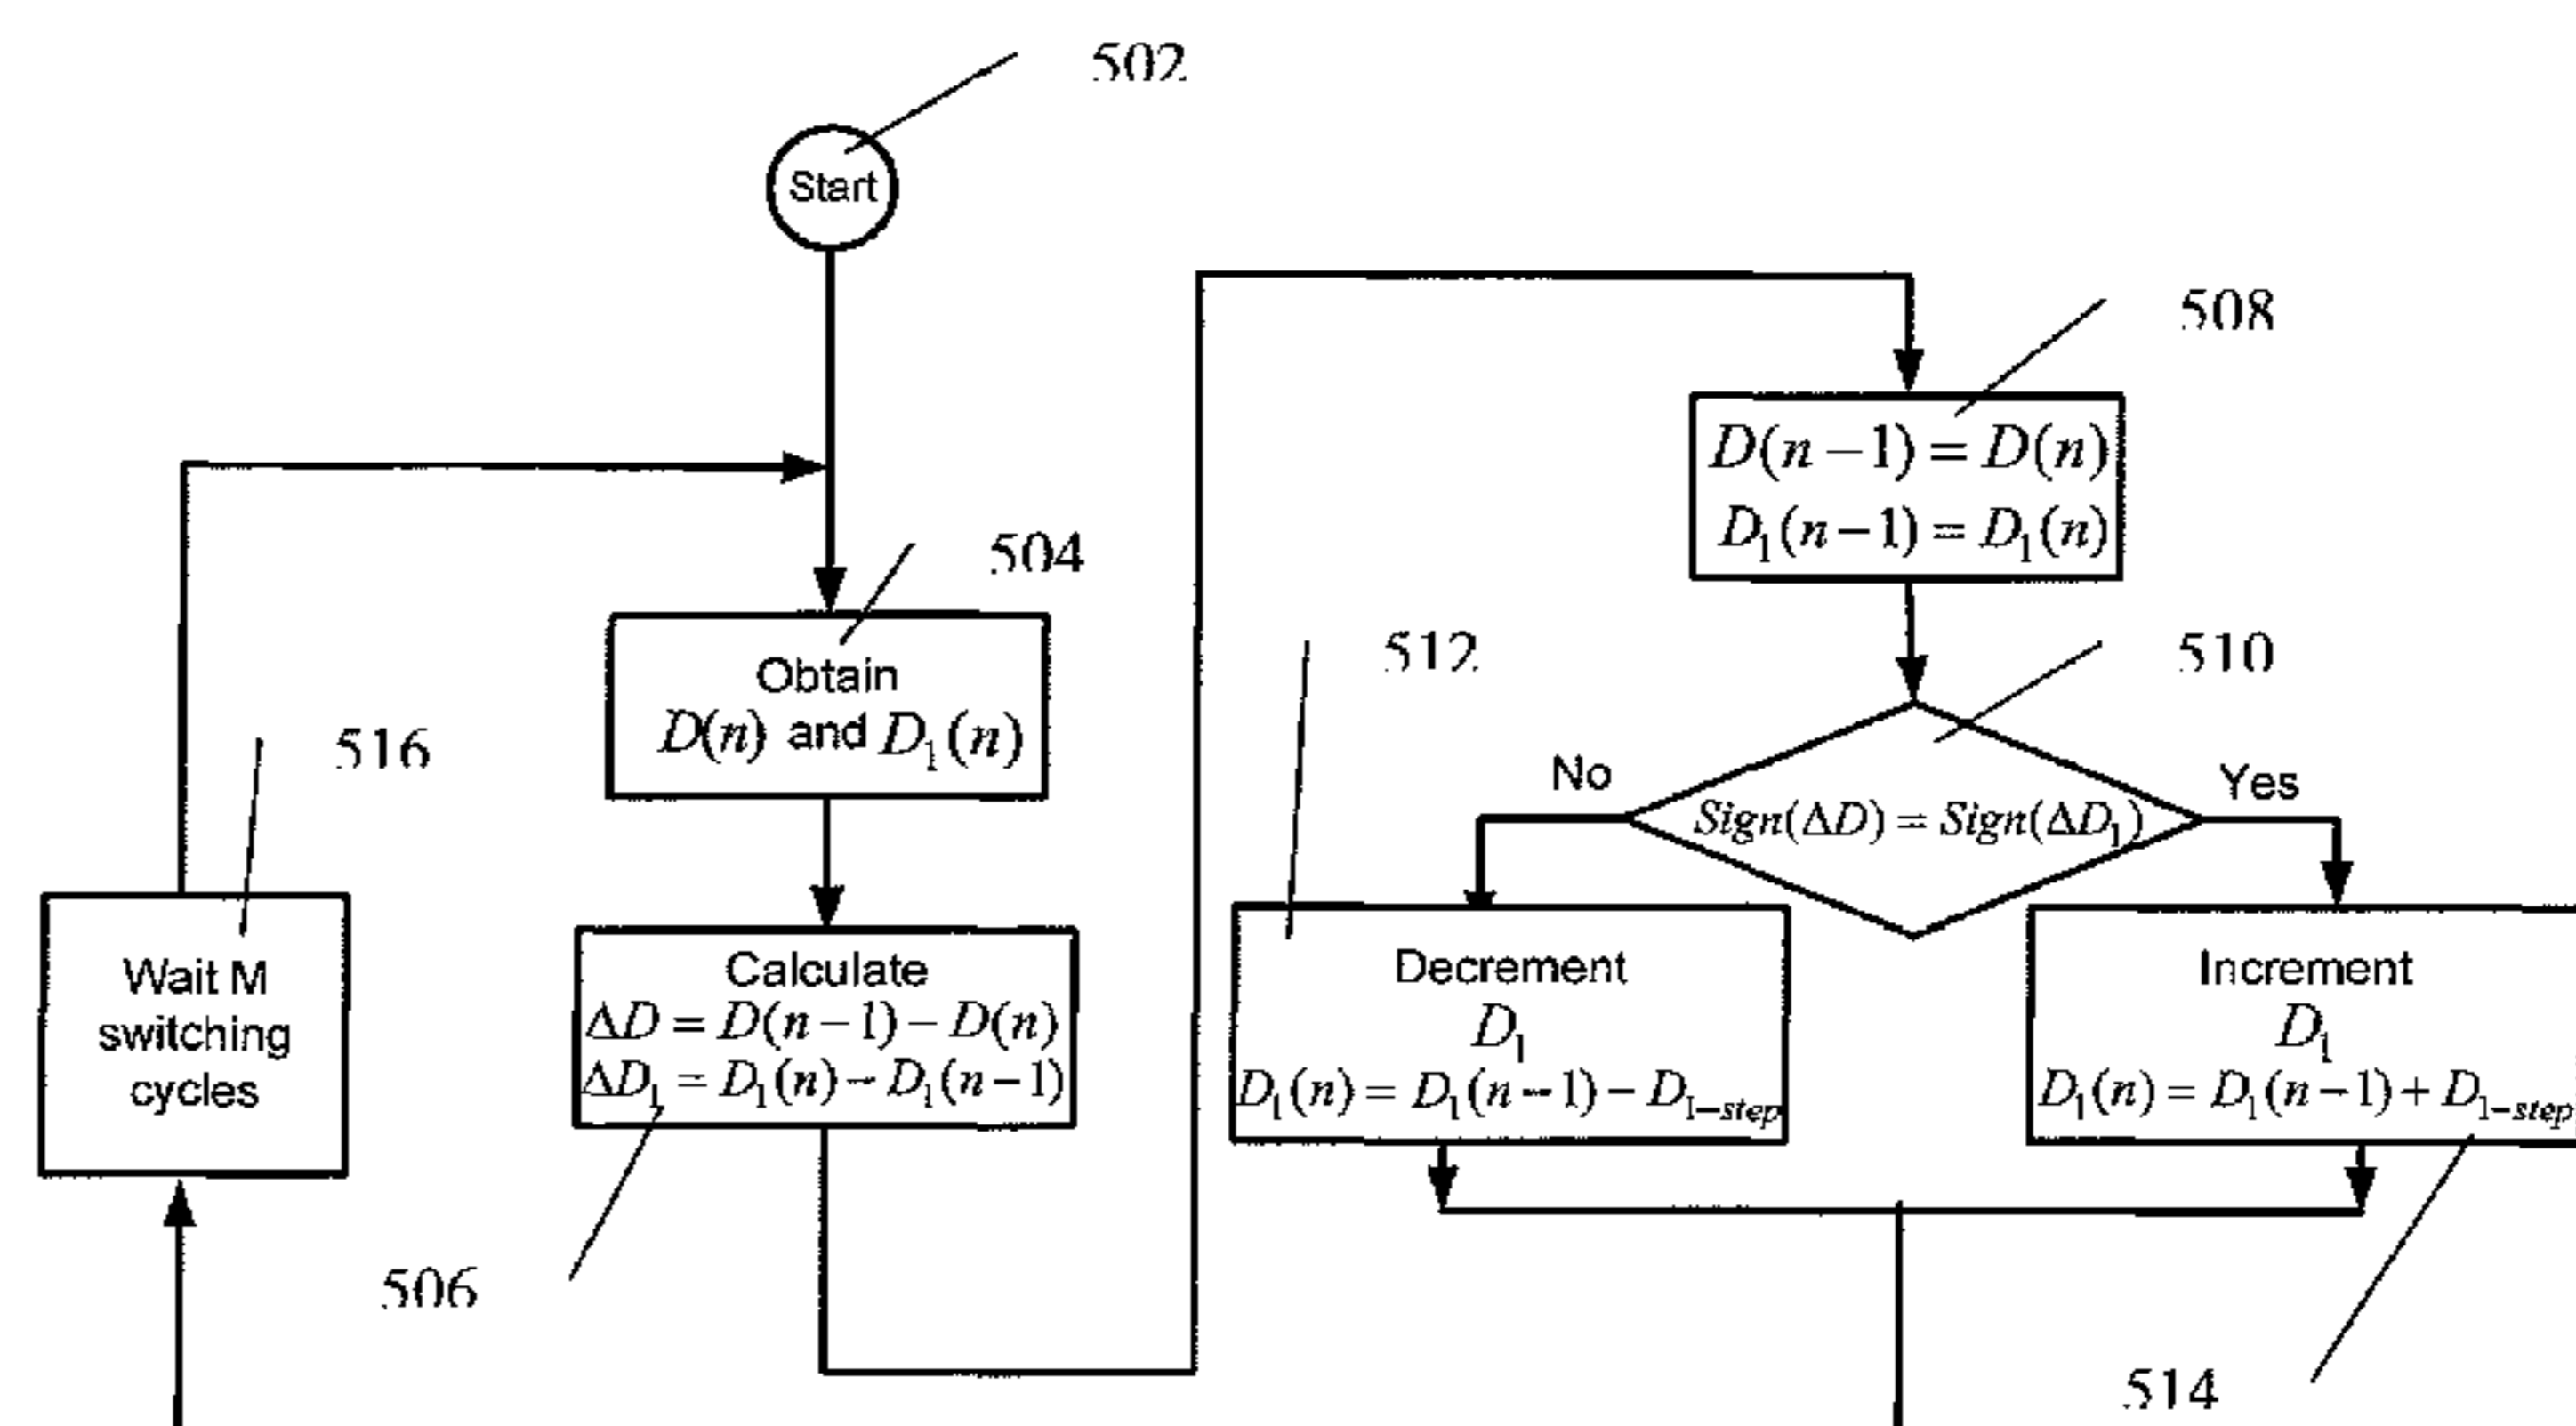 502
Start
504
Obtain
D(n) and D₁(n)
506
Calculate
ΔD = D(n−1) − D(n)
ΔD₁ = D₁(n) − D₁(n−1)
508
D(n−1) = D(n)
D₁(n−1) = D₁(n)
510
Sign(ΔD) = Sign(ΔD₁)
No
Yes
512
Decrement
D₁
D₁(n) = D₁(n−1) − D₁₋step
514
Increment
D₁
D₁(n) = D₁(n−1) + D₁₋step
516
Wait M
switching
cycles